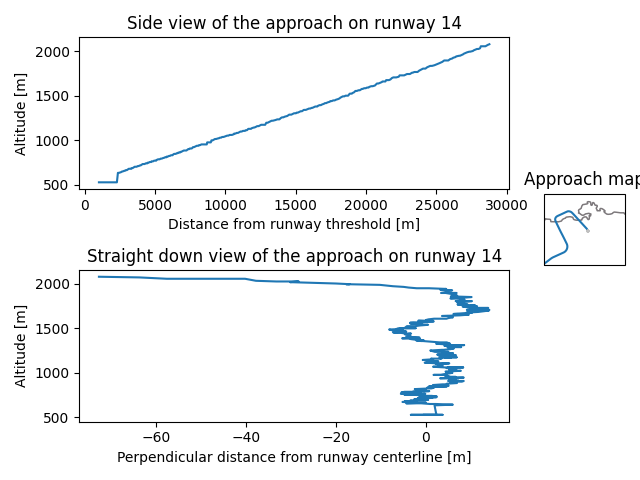 Side view of the approach on runway 14
Altitude [m]
2000
1500
1000
500
0 5000 10000 15000 20000 25000 30000
Distance from runway threshold [m]
Approach map
Straight down view of the approach on runway 14
Altitude [m]
2000
1500
1000
500
−60 −40 −20 0
Perpendicular distance from runway centerline [m]